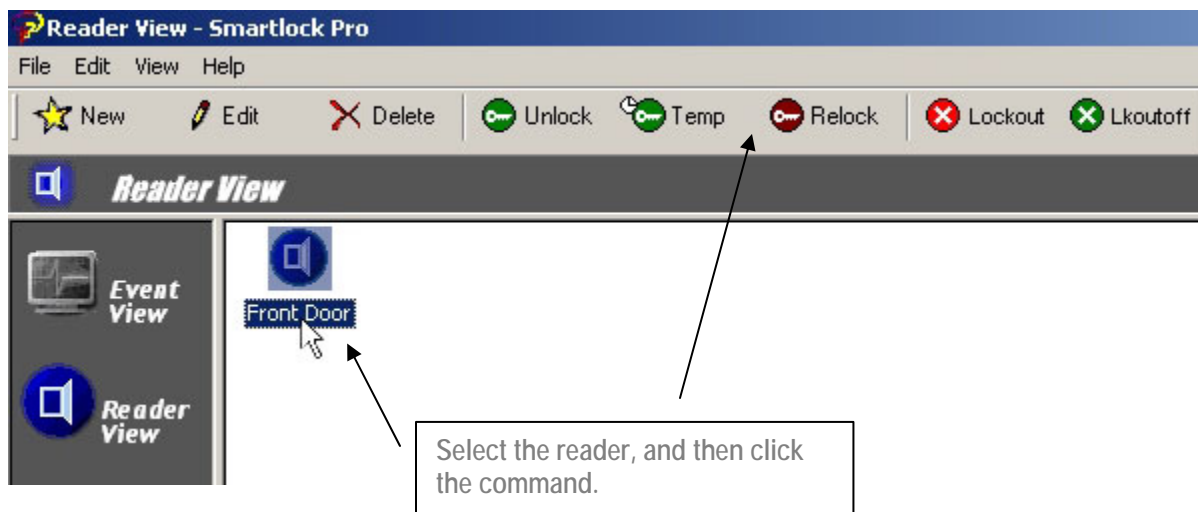 Reader View - Smartlock Pro
File Edit View Help
New Edit Delete Unlock Temp Relock Lockout Lkoutoff
Reader View
Event
View
Front Door
Reader
View
Select the reader, and then click
the command.